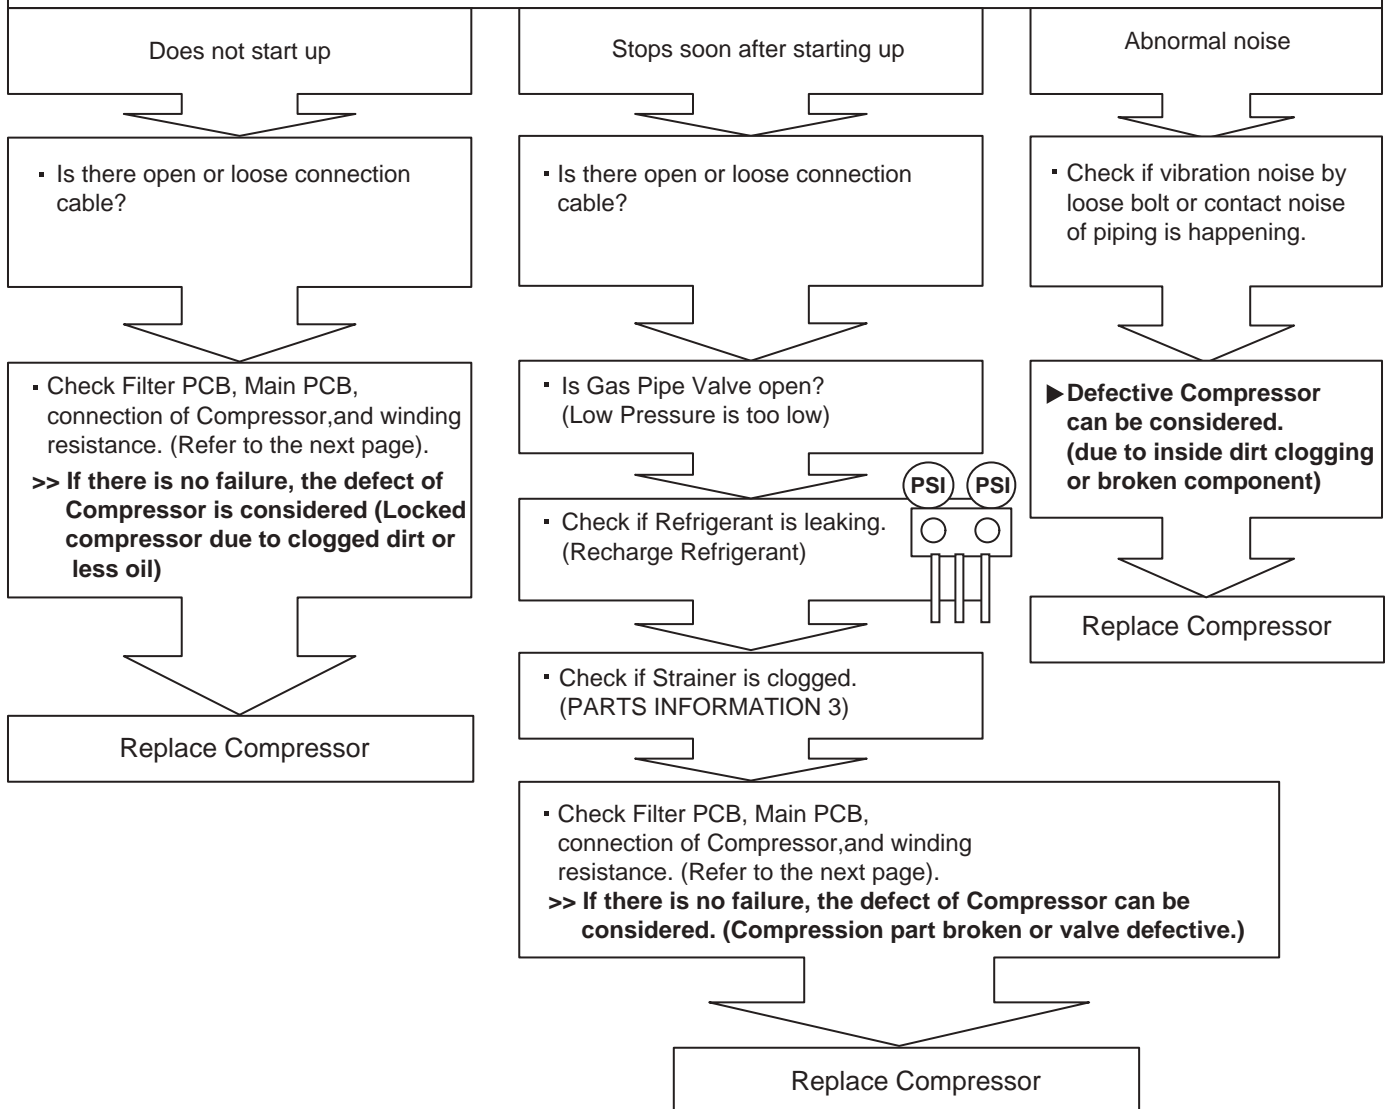 Does not start up
▪ Is there open or loose connection
cable?
▪ Check Filter PCB, Main PCB,
connection of Compressor,and winding
resistance. (Refer to the next page).
>> If there is no failure, the defect of
Compressor is considered (Locked
compressor due to clogged dirt or
less oil)
Replace Compressor
Stops soon after starting up
▪ Is there open or loose connection
cable?
▪ Is Gas Pipe Valve open?
(Low Pressure is too low)
▪ Check if Refrigerant is leaking.
(Recharge Refrigerant)
PSI PSI
▪ Check if Strainer is clogged.
(PARTS INFORMATION 3)
▪ Check Filter PCB, Main PCB,
connection of Compressor,and winding
resistance. (Refer to the next page).
>> If there is no failure, the defect of Compressor can be
considered. (Compression part broken or valve defective.)
Replace Compressor
Abnormal noise
▪ Check if vibration noise by
loose bolt or contact noise
of piping is happening.
▶Defective Compressor
can be considered.
(due to inside dirt clogging
or broken component)
Replace Compressor